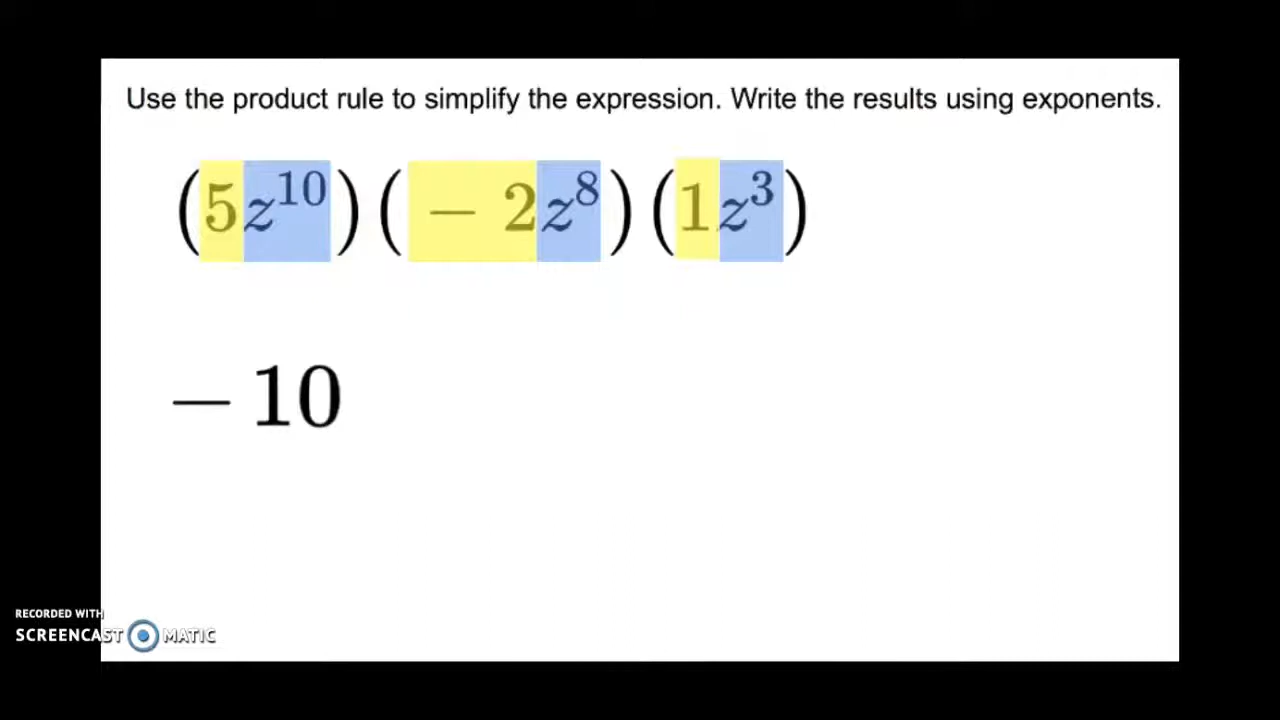 Use the product rule to simplify the expression. Write the results using exponents.
(5z^{10})(-2z^{8})(1z^{3})
-10
RECORDED WITH
SCREENCAST MATIC